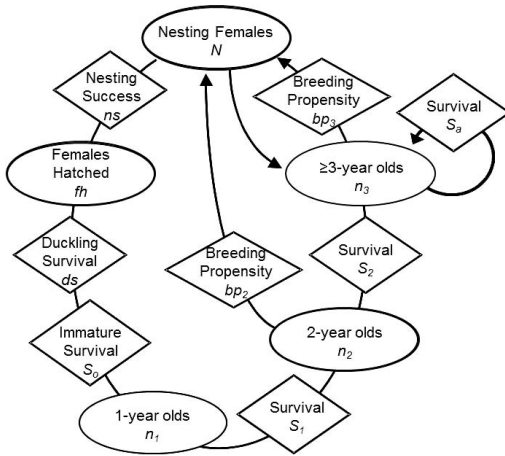 Nesting Females
N
Nesting
Success
ns
Breeding
Propensity
bp₃
Survival
Sₐ
Females
Hatched
fh
≥3-year olds
n₃
Duckling
Survival
ds
Breeding
Propensity
bp₂
Survival
S₂
Immature
Survival
Sₒ
2-year olds
n₂
1-year olds
n₁
Survival
S₁